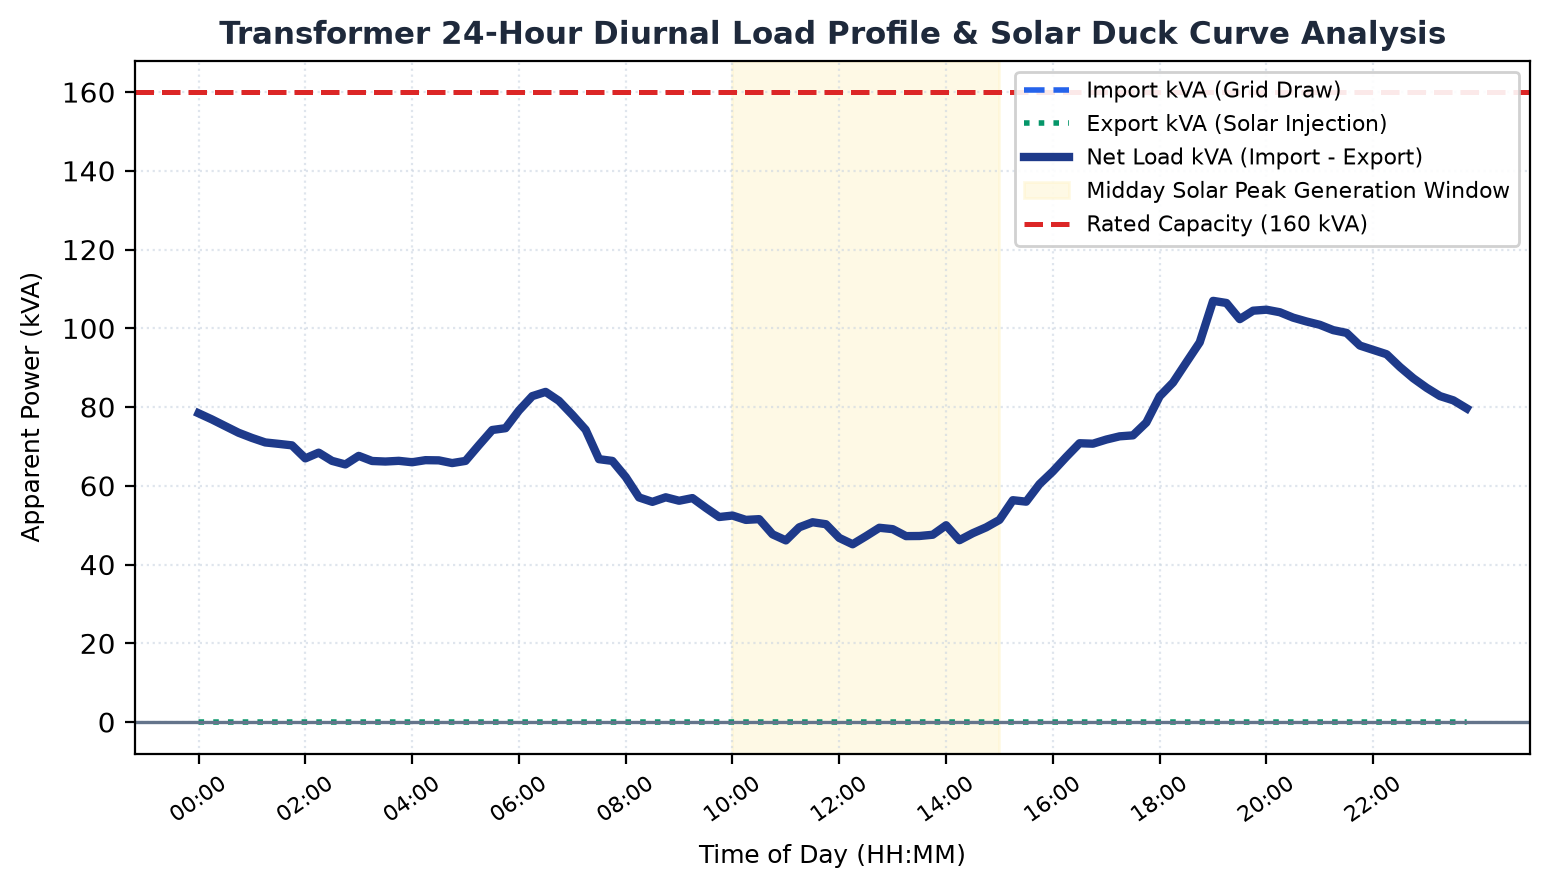 Transformer 24-Hour Diurnal Load Profile & Solar Duck Curve Analysis
Import kVA (Grid Draw)
Export kVA (Solar Injection)
Net Load kVA (Import - Export)
Midday Solar Peak Generation Window
Rated Capacity (160 kVA)
Apparent Power (kVA)
160
140
120
100
80
60
40
20
0
00:00 02:00 04:00 06:00 08:00 10:00 12:00 14:00 16:00 18:00 20:00 22:00
Time of Day (HH:MM)